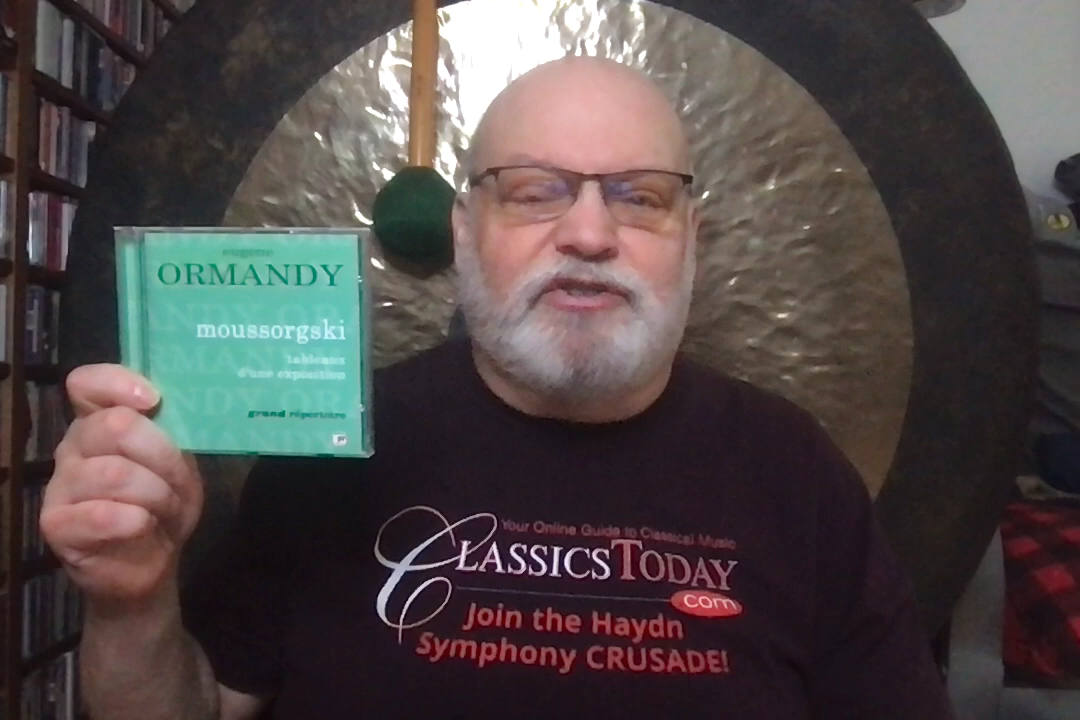 eugene
ORMANDY
moussorgski
tableaux
d'une exposition
grand répertoire
Your Online Guide to Classical Music
CLASSICSTODAY
com
Join the Haydn
Symphony CRUSADE!